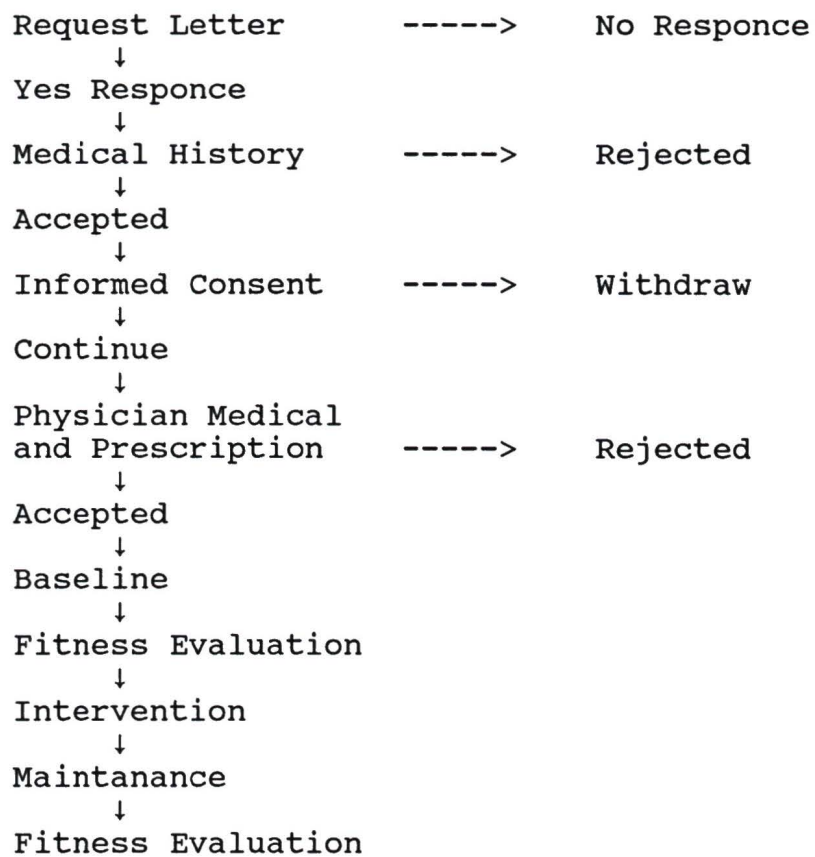 Request Letter -----> No Responce
↓
Yes Responce
↓
Medical History -----> Rejected
↓
Accepted
↓
Informed Consent -----> Withdraw
↓
Continue
↓
Physician Medical
and Prescription -----> Rejected
↓
Accepted
↓
Baseline
↓
Fitness Evaluation
↓
Intervention
↓
Maintanance
↓
Fitness Evaluation